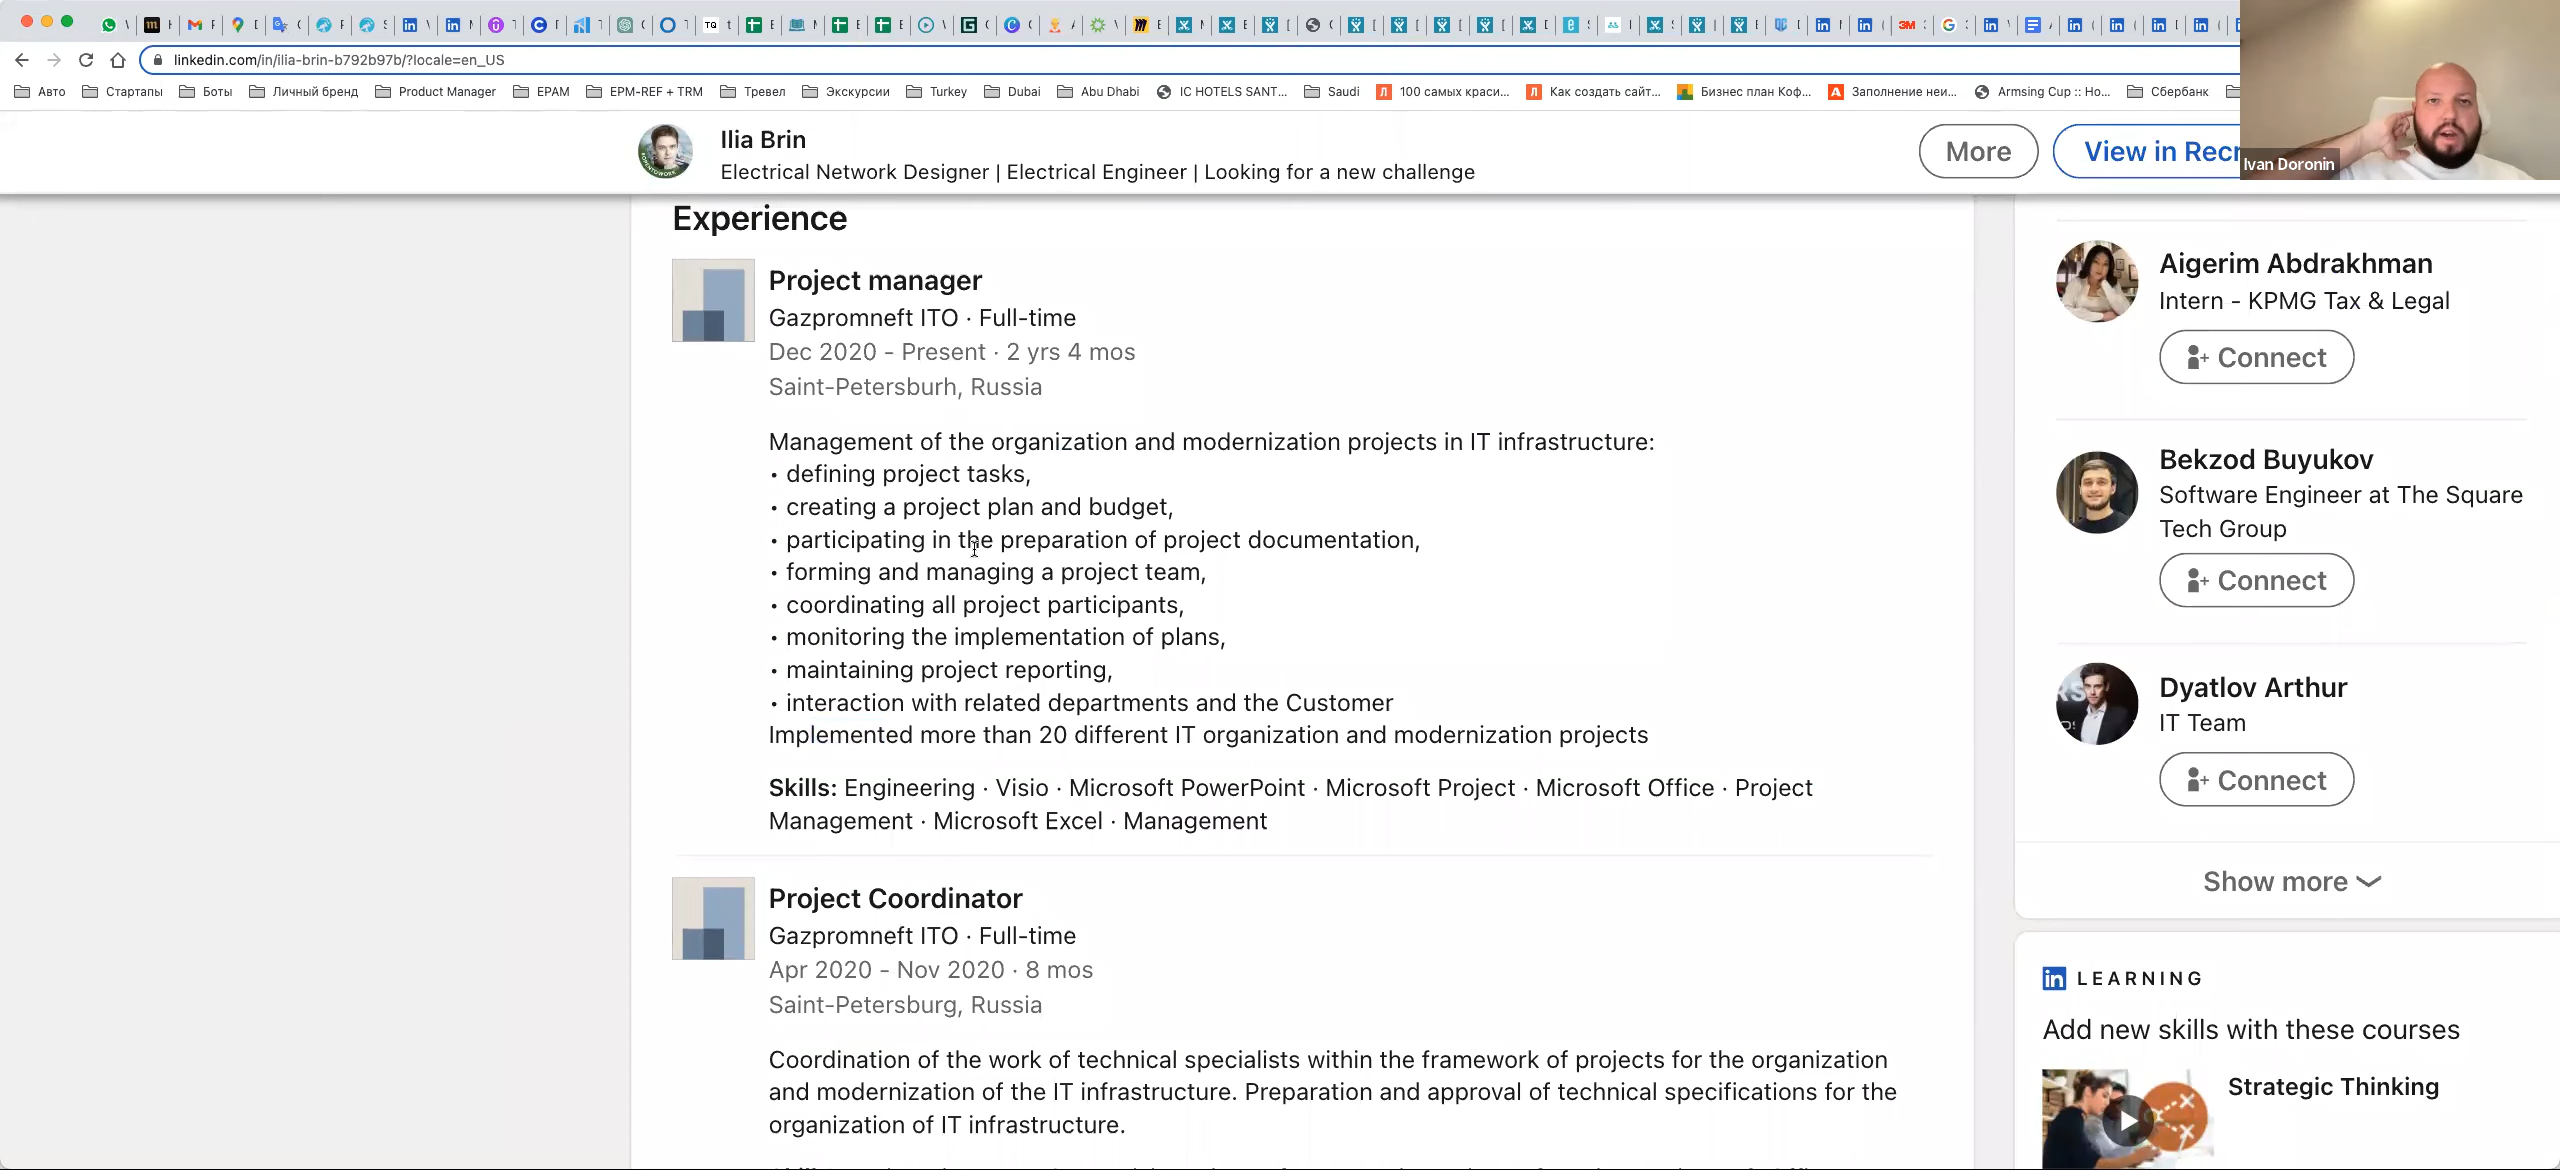 linkedin.com/in/ilia-brin-b792b97b/?locale=en_US
Авто
Стартапы
Боты
Личный бренд
Product Manager
EPAM
EPM-REF + TRM
Тревел
Экскурсии
Turkey
Dubai
Abu Dhabi
IC HOTELS SANT...
Saudi
100 самых краси...
Как создать сайт...
Бизнес план Коф...
Заполнение неи...
Armsing Cup :: Ho...
Сбербанк
Ilia Brin
Electrical Network Designer | Electrical Engineer | Looking for a new challenge
More
View in Recr
Ivan Doronin
Experience
Project manager
Gazpromneft ITO · Full-time
Dec 2020 - Present · 2 yrs 4 mos
Saint-Petersburh, Russia
Management of the organization and modernization projects in IT infrastructure:
• defining project tasks,
• creating a project plan and budget,
• participating in the preparation of project documentation,
• forming and managing a project team,
• coordinating all project participants,
• monitoring the implementation of plans,
• maintaining project reporting,
• interaction with related departments and the Customer
Implemented more than 20 different IT organization and modernization projects
Skills: Engineering · Visio · Microsoft PowerPoint · Microsoft Project · Microsoft Office · Project
Management · Microsoft Excel · Management
Project Coordinator
Gazpromneft ITO · Full-time
Apr 2020 - Nov 2020 · 8 mos
Saint-Petersburg, Russia
Coordination of the work of technical specialists within the framework of projects for the organization
and modernization of the IT infrastructure. Preparation and approval of technical specifications for the
organization of IT infrastructure.
Aigerim Abdrakhman
Intern - KPMG Tax & Legal
Connect
Bekzod Buyukov
Software Engineer at The Square
Tech Group
Connect
Dyatlov Arthur
IT Team
Connect
Show more
in LEARNING
Add new skills with these courses
Strategic Thinking